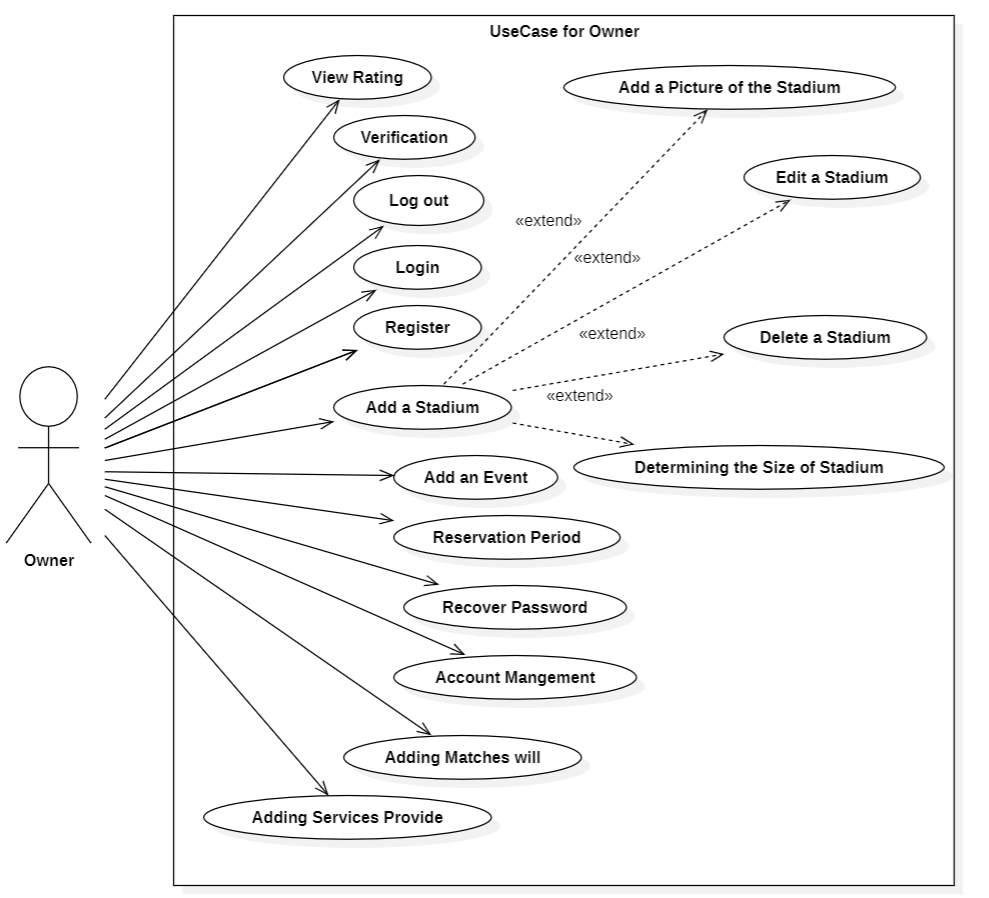 UseCase for Owner
View Rating
Add a Picture of the Stadium
Verification
Edit a Stadium
Log out
«extend»
«extend»
Login
Register
«extend»
Delete a Stadium
«extend»
Add a Stadium
Determining the Size of Stadium
Add an Event
Reservation Period
Owner
Recover Password
Account Mangement
Adding Matches will
Adding Services Provide